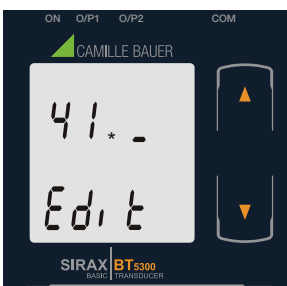 ON O/P1 O/P2 COM
CAMILLE BAUER
41.* _
Edit
SIRAX BT5300
BASIC TRANSDUCER